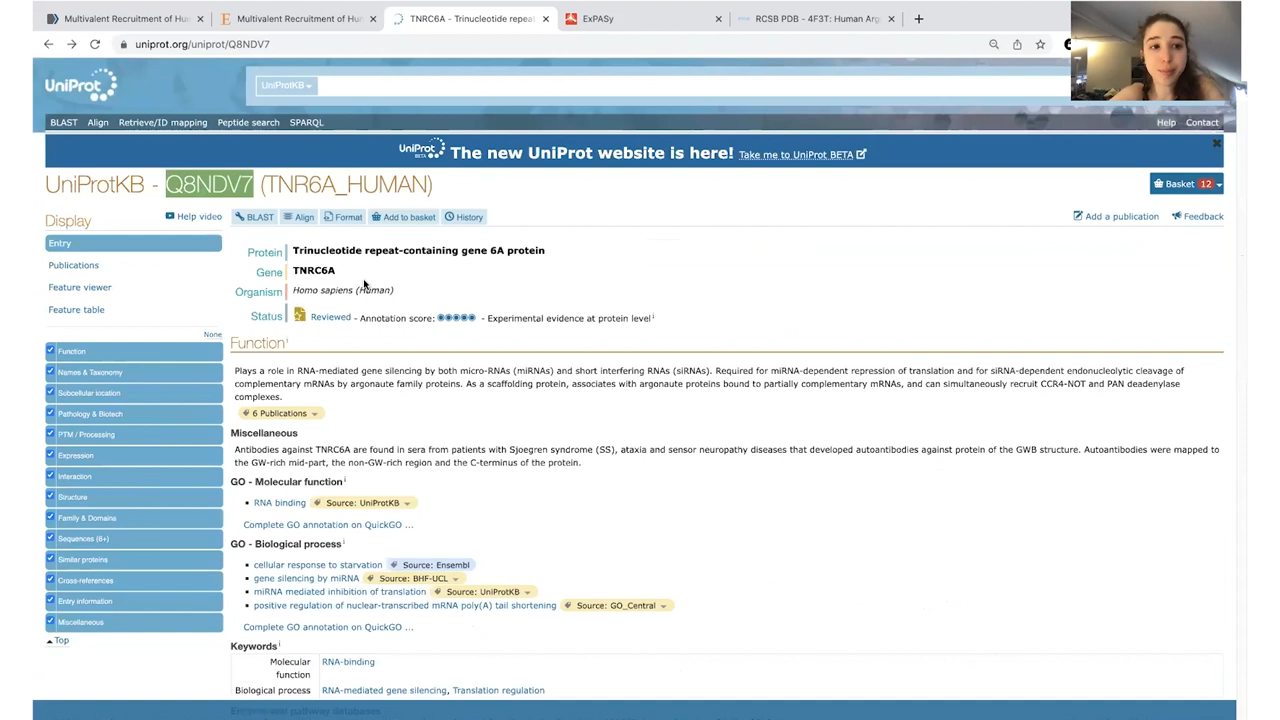 Multivalent Recruitment of Hum
Multivalent Recruitment of Hum
TNRC6A - Trinucleotide repea
ExPASy
RCSB PDB - 4F3T: Human Arg
uniprot.org/uniprot/Q8NDV7
UniProt
UniProtKB
BLAST Align Retrieve/ID mapping Peptide search SPARQL Help Contact
UniProt BETA The new UniProt website is here! Take me to UniProt BETA
UniProtKB - Q8NDV7 (TNR6A_HUMAN)
Basket 12
Display
Help video
BLAST Align Format Add to basket History
Add a publication Feedback
Entry
Publications
Feature viewer
Feature table
None
Function
Names & Taxonomy
Subcellular location
Pathology & Biotech
PTM / Processing
Expression
Interaction
Structure
Family & Domains
Sequences (6+)
Similar proteins
Cross-references
Entry information
Miscellaneous
Top
Protein Trinucleotide repeat-containing gene 6A protein
Gene TNRC6A
Organism Homo sapiens (Human)
Status Reviewed - Annotation score: - Experimental evidence at protein level i
Function i
Plays a role in RNA-mediated gene silencing by both micro-RNAs (miRNAs) and short interfering RNAs (siRNAs). Required for miRNA-dependent repression of translation and for siRNA-dependent endonucleolytic cleavage of
complementary mRNAs by argonaute family proteins. As a scaffolding protein, associates with argonaute proteins bound to partially complementary mRNAs, and can simultaneously recruit CCR4-NOT and PAN deadenylase
complexes.
6 Publications
Miscellaneous
Antibodies against TNRC6A are found in sera from patients with Sjoegren syndrome (SS), ataxia and sensor neuropathy diseases that developed autoantibodies against protein of the GWB structure. Autoantibodies were mapped to
the GW-rich mid-part, the non-GW-rich region and the C-terminus of the protein.
GO - Molecular function i
RNA binding Source: UniProtKB
Complete GO annotation on QuickGO ...
GO - Biological process i
cellular response to starvation Source: Ensembl
gene silencing by miRNA Source: BHF-UCL
miRNA mediated inhibition of translation Source: UniProtKB
positive regulation of nuclear-transcribed mRNA poly(A) tail shortening Source: GO_Central
Complete GO annotation on QuickGO ...
Keywords i
Molecular RNA-binding
function
Biological process RNA-mediated gene silencing, Translation regulation